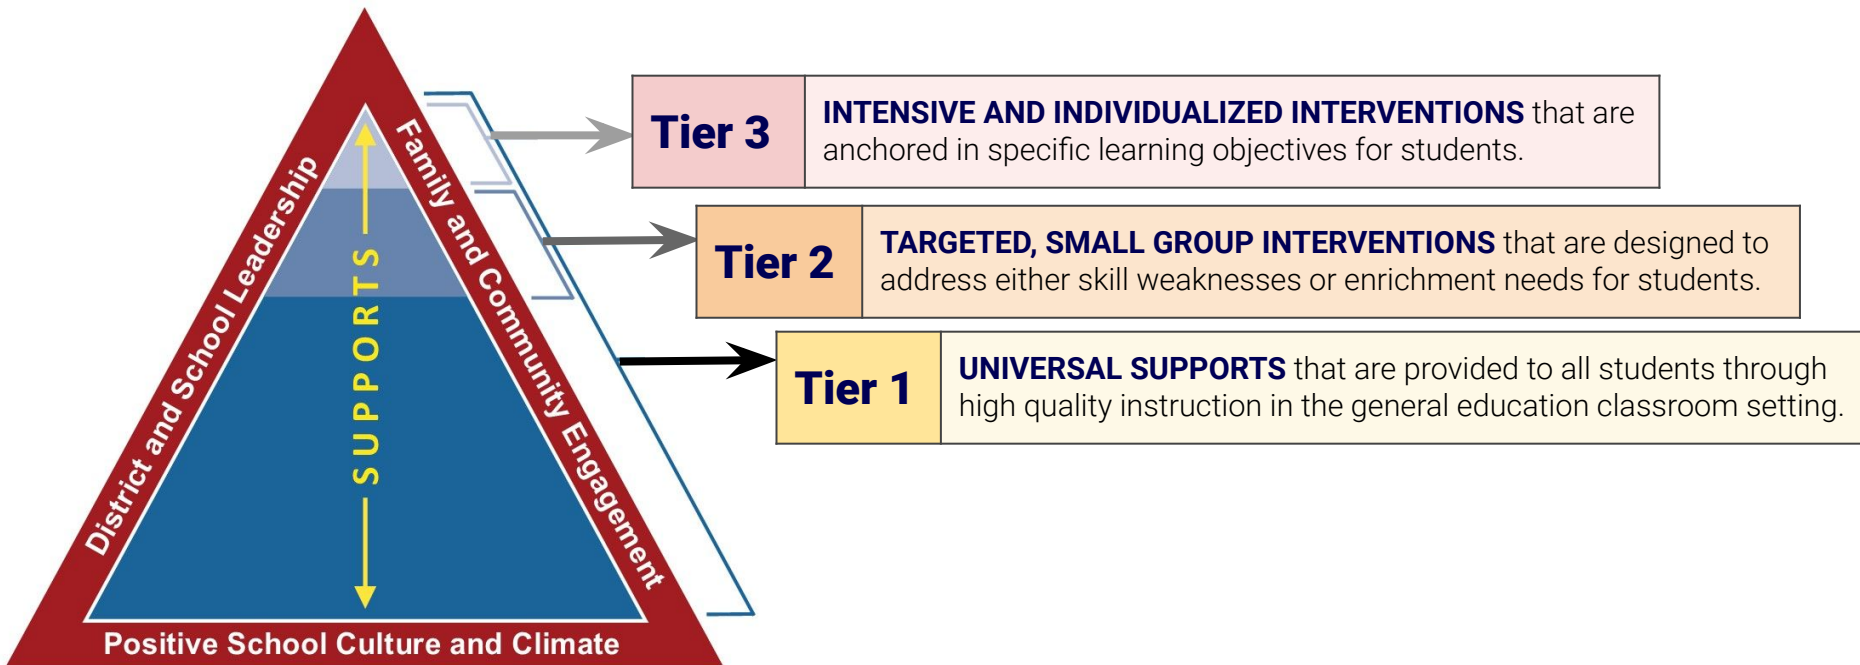 District and School Leadership
Family and Community Engagement
SUPPORTS
Positive School Culture and Climate
Tier 3
INTENSIVE AND INDIVIDUALIZED INTERVENTIONS that are
anchored in specific learning objectives for students.
Tier 2
TARGETED, SMALL GROUP INTERVENTIONS that are designed to
address either skill weaknesses or enrichment needs for students.
Tier 1
UNIVERSAL SUPPORTS that are provided to all students through
high quality instruction in the general education classroom setting.